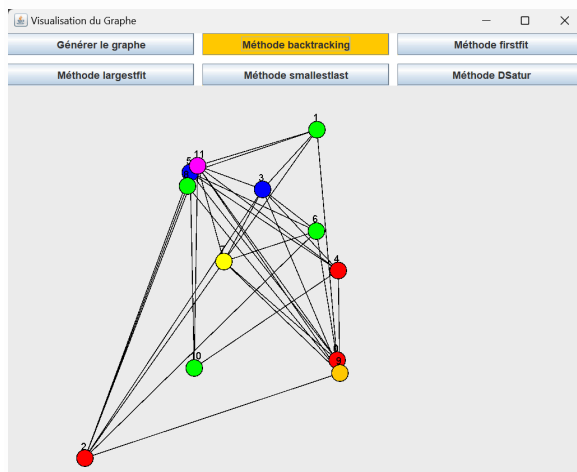 Visualisation du Graphe
Générer le graphe
Méthode backtracking
Méthode firstfit
Méthode largestfit
Méthode smallestlast
Méthode DSatur
1
5
11
3
6
7
4
9
10
2